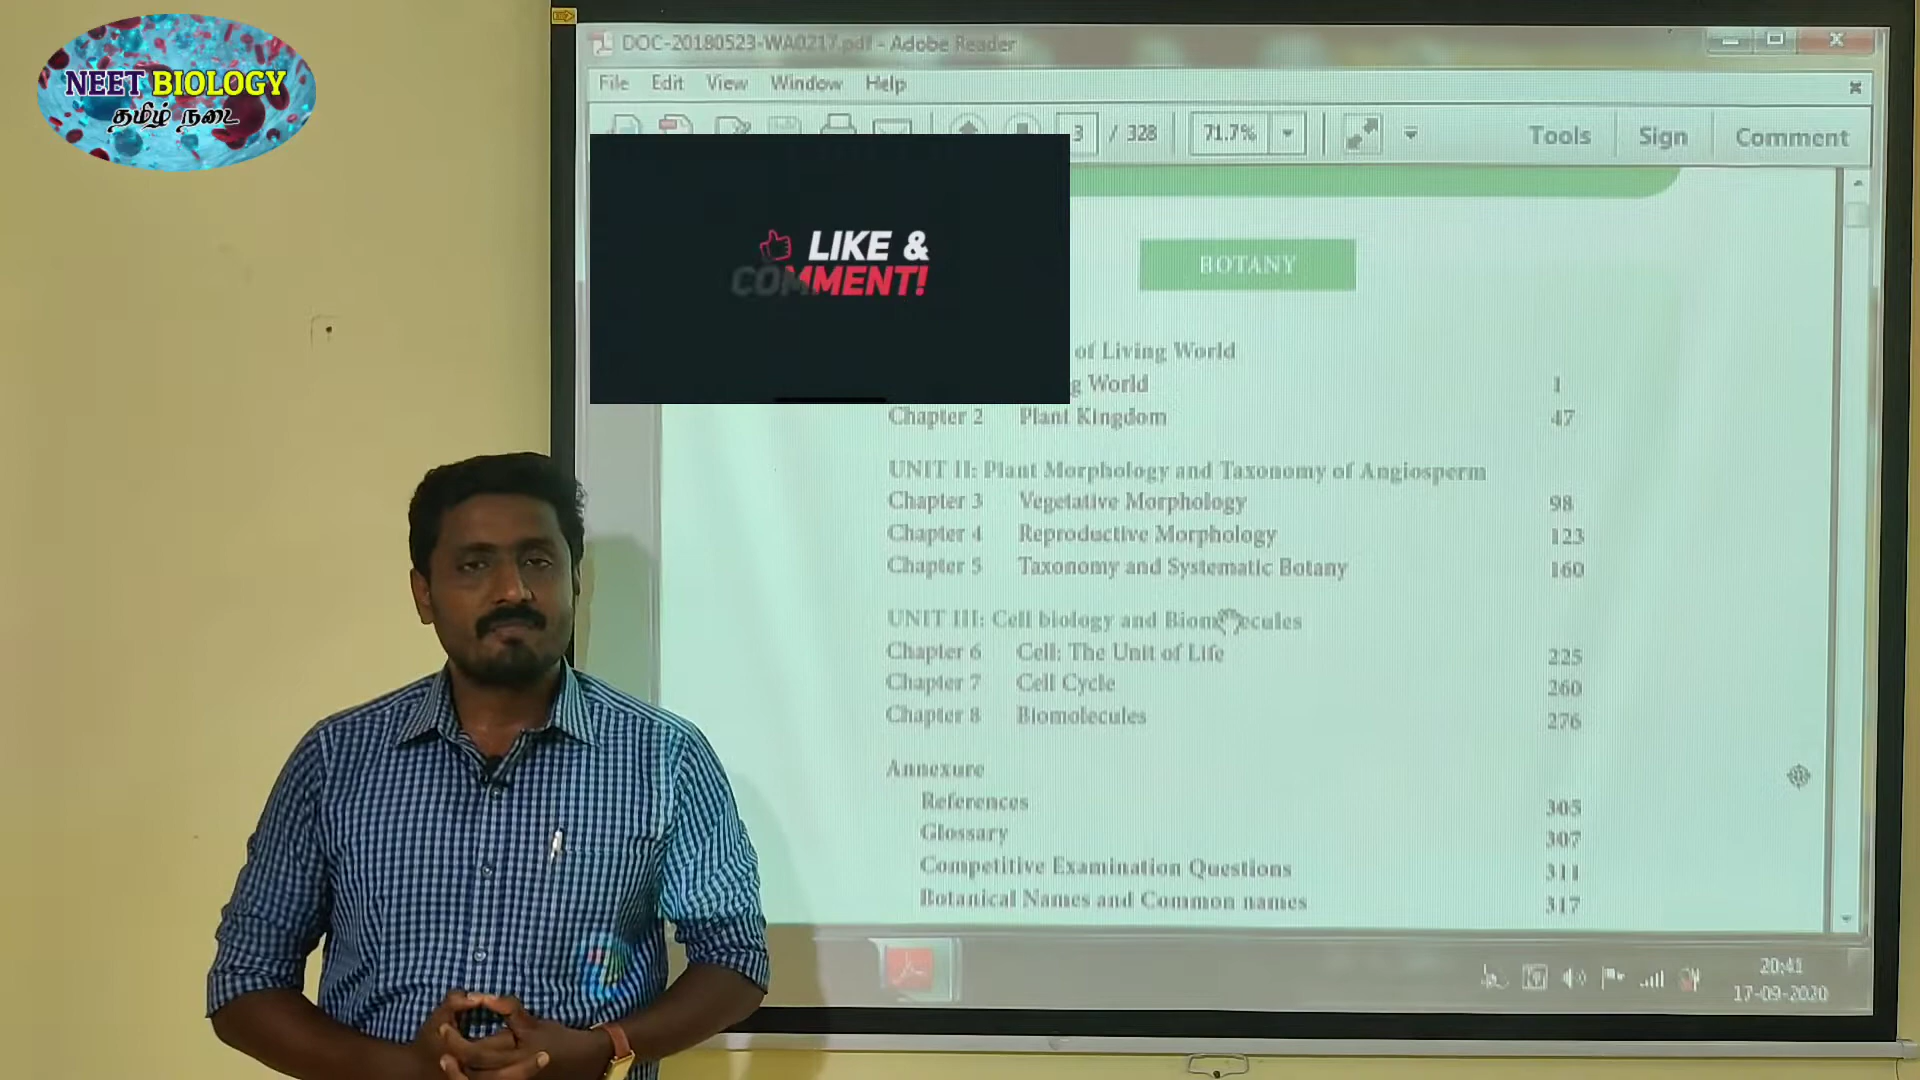 NEET BIOLOGY
தமிழ் நடை
DOC-20180523-WA0217.pdf - Adobe Reader
File Edit View Window Help
3 / 328 71.7% Tools Sign Comment
LIKE &
COMMENT!
BOTANY
of Living World
g World 1
Chapter 2 Plant Kingdom 47
UNIT II: Plant Morphology and Taxonomy of Angiosperm
Chapter 3 Vegetative Morphology 98
Chapter 4 Reproductive Morphology 123
Chapter 5 Taxonomy and Systematic Botany 160
UNIT III: Cell biology and Biomolecules
Chapter 6 Cell: The Unit of Life 225
Chapter 7 Cell Cycle 260
Chapter 8 Biomolecules 276
Annexure
References 305
Glossary 307
Competitive Examination Questions 311
Botanical Names and Common names 317
20:41
17-09-2020